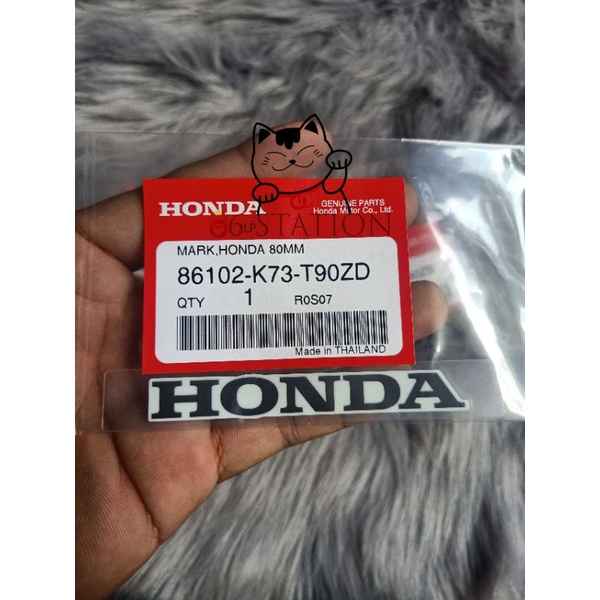 HONDA
GENUINE PARTS
Honda Motor Co., Ltd.
36LP STATION
MARK,HONDA 80MM
86102-K73-T90ZD
QTY 1 R0S07
Made in THAILAND
HONDA